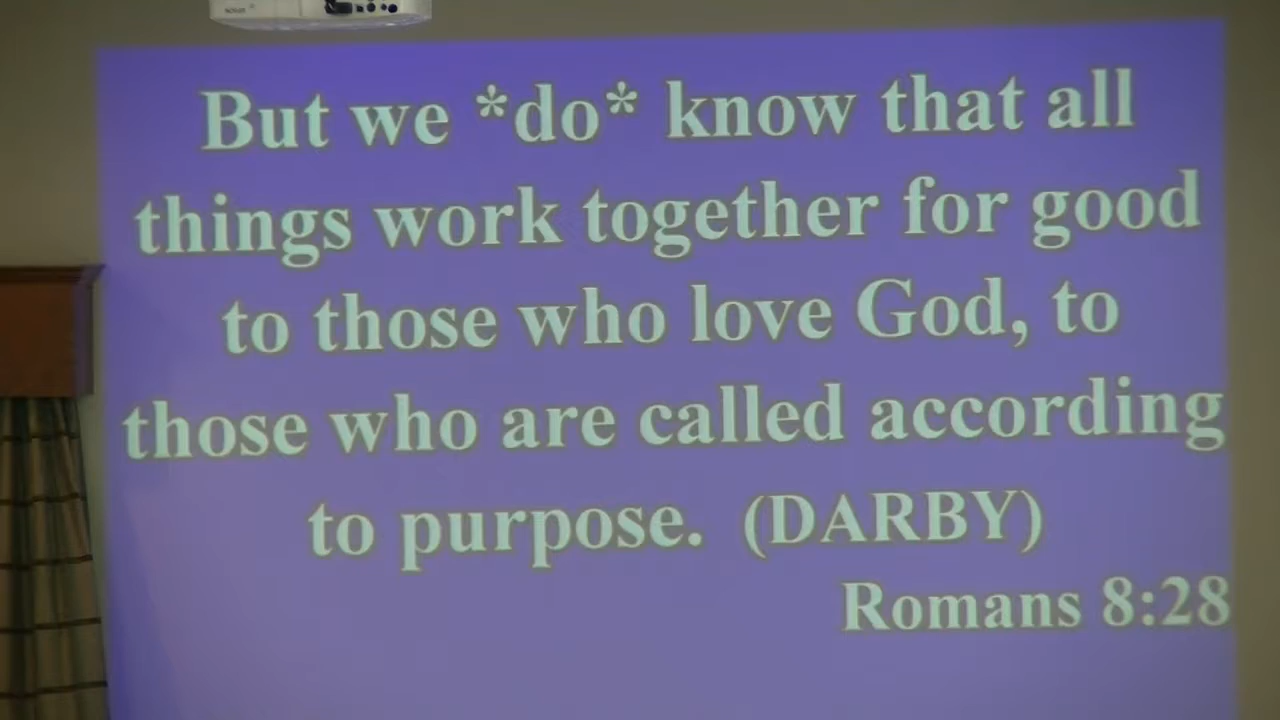 But we *do* know that all
things work together for good
to those who love God, to
those who are called according
to purpose. (DARBY)
Romans 8:28